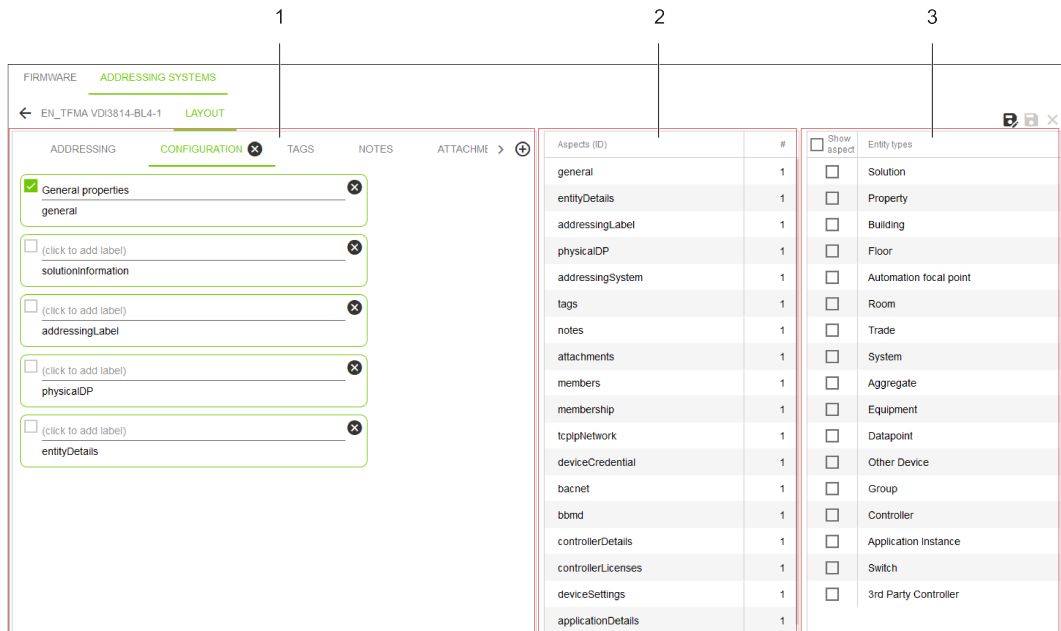 1 2 3
FIRMWARE ADDRESSING SYSTEMS
EN_TFMA VDI3814-BL4-1 LAYOUT
ADDRESSING CONFIGURATION TAGS NOTES ATTACHME
General properties
general
(click to add label)
solutionInformation
(click to add label)
addressingLabel
(click to add label)
physicalDP
(click to add label)
entityDetails
Aspects (ID) #
general 1
entityDetails 1
addressingLabel 1
physicalDP 1
addressingSystem 1
tags 1
notes 1
attachments 1
members 1
membership 1
tcpIpNetwork 1
deviceCredential 1
bacnet 1
bbmd 1
controllerDetails 1
controllerLicenses 1
deviceSettings 1
applicationDetails 1
Show
aspect Entity types
Solution
Property
Building
Floor
Automation focal point
Room
Trade
System
Aggregate
Equipment
Datapoint
Other Device
Group
Controller
Application Instance
Switch
3rd Party Controller